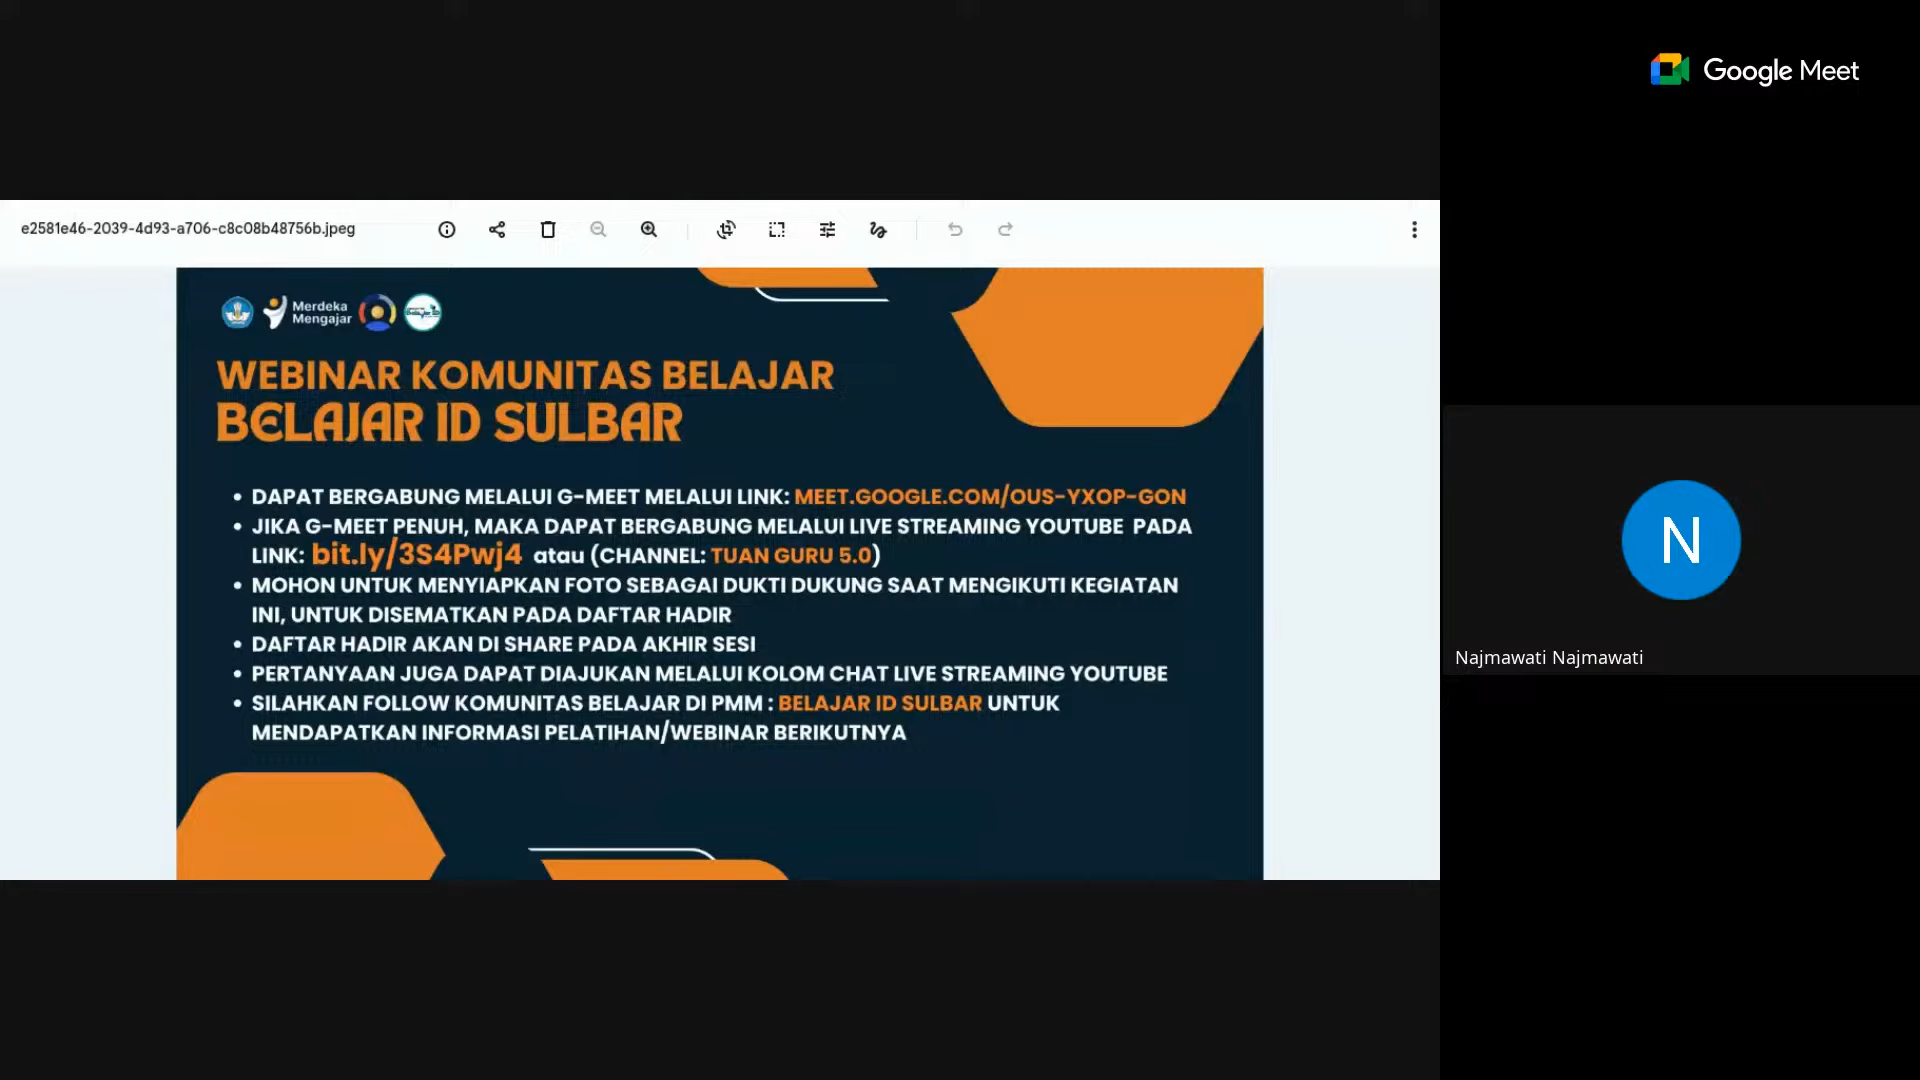 Google Meet
e2581e46-2039-4d93-a706-c8c08b48756b.jpeg
Merdeka
Mengajar
WEBINAR KOMUNITAS BELAJAR
BELAJAR ID SULBAR
• DAPAT BERGABUNG MELALUI G-MEET MELALUI LINK: MEET.GOOGLE.COM/OUS-YXOP-GON
• JIKA G-MEET PENUH, MAKA DAPAT BERGABUNG MELALUI LIVE STREAMING YOUTUBE PADA
LINK: bit.ly/3S4Pwj4 atau (CHANNEL: TUAN GURU 5.0)
• MOHON UNTUK MENYIAPKAN FOTO SEBAGAI DUKTI DUKUNG SAAT MENGIKUTI KEGIATAN
INI, UNTUK DISEMATKAN PADA DAFTAR HADIR
• DAFTAR HADIR AKAN DI SHARE PADA AKHIR SESI
• PERTANYAAN JUGA DAPAT DIAJUKAN MELALUI KOLOM CHAT LIVE STREAMING YOUTUBE
• SILAHKAN FOLLOW KOMUNITAS BELAJAR DI PMM : BELAJAR ID SULBAR UNTUK
MENDAPATKAN INFORMASI PELATIHAN/WEBINAR BERIKUTNYA
N
Najmawati Najmawati